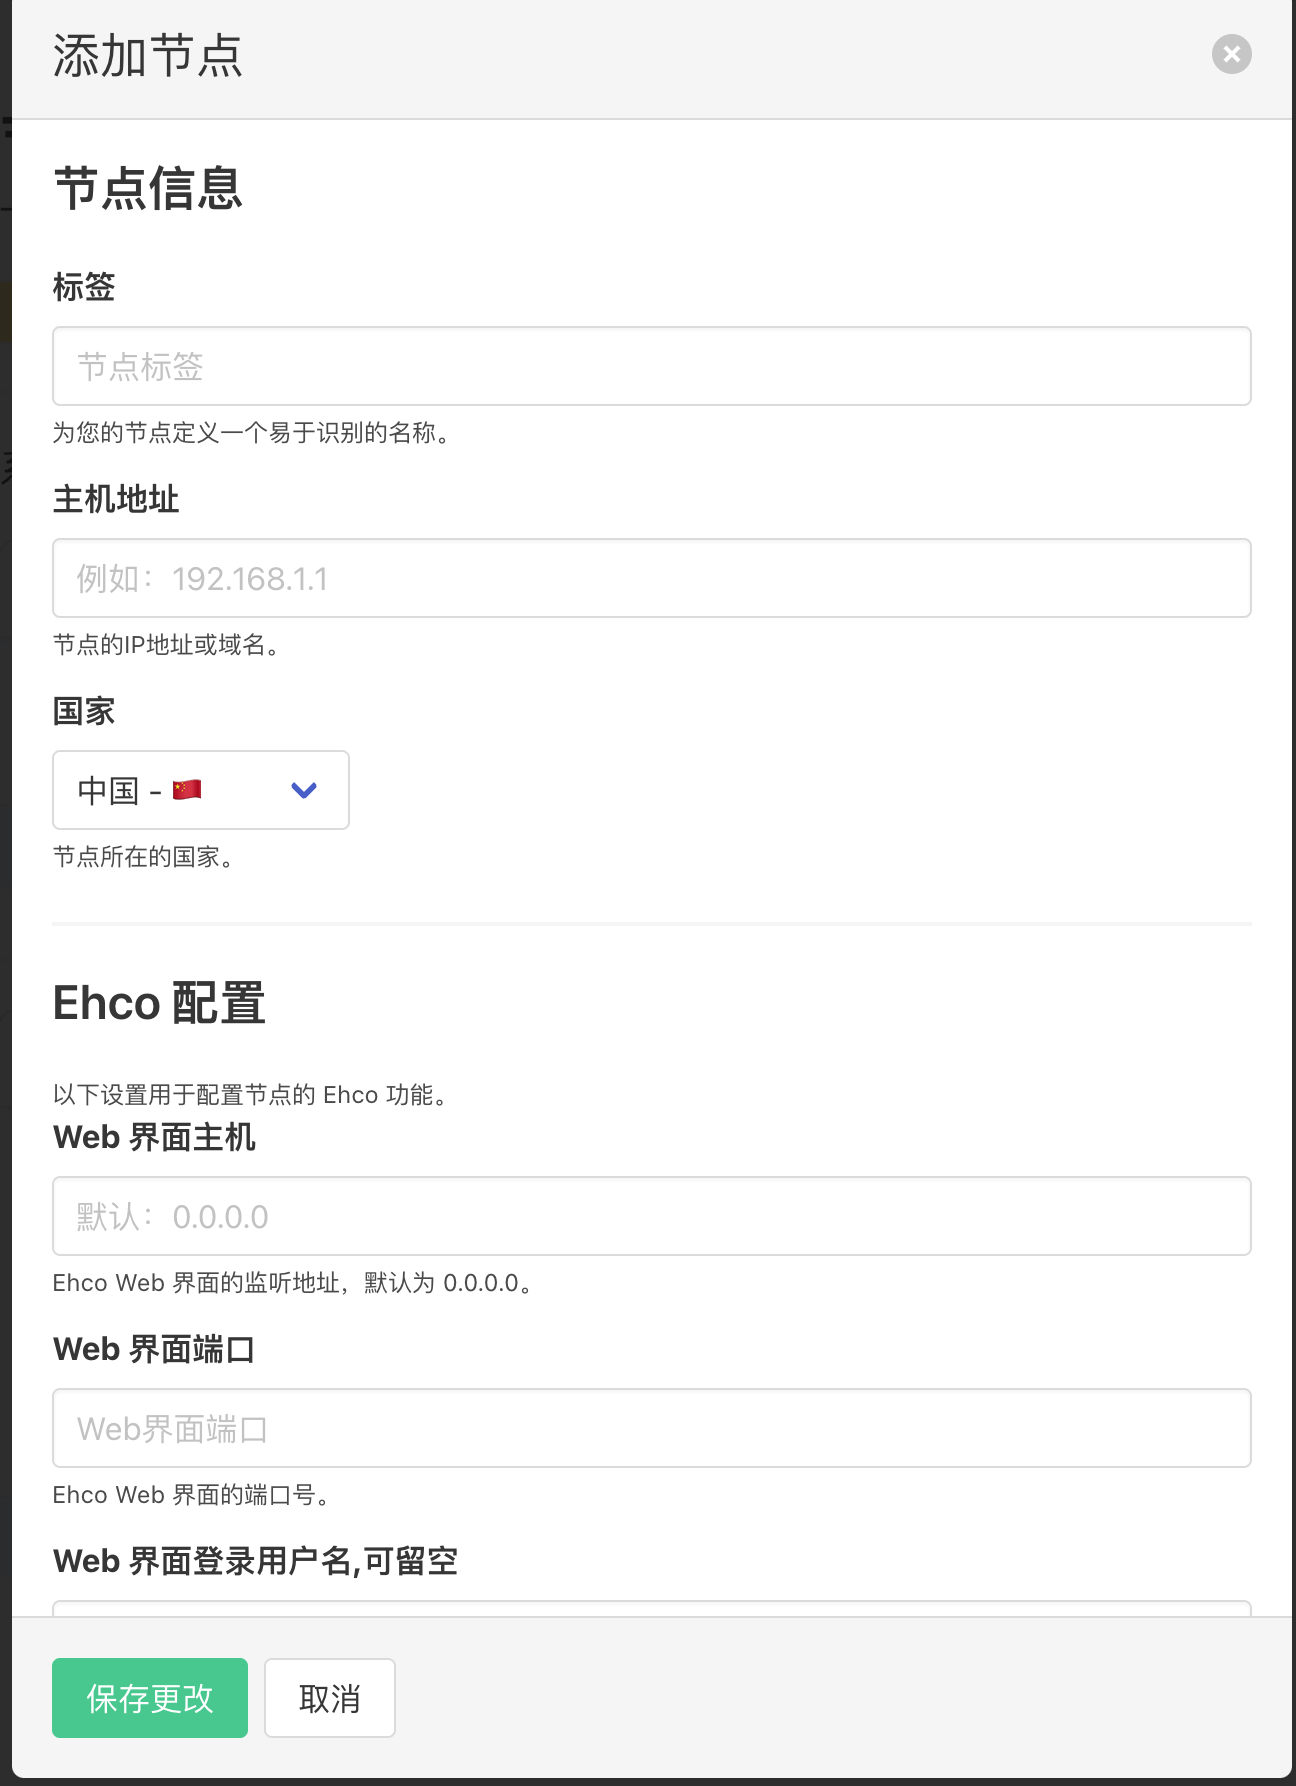 添加节点
节点信息
标签
节点标签
为您的节点定义一个易于识别的名称。
主机地址
例如：192.168.1.1
节点的IP地址或域名。
国家
中国 - 🇨🇳
节点所在的国家。
Ehco 配置
以下设置用于配置节点的 Ehco 功能。
Web 界面主机
默认：0.0.0.0
Ehco Web 界面的监听地址，默认为 0.0.0.0。
Web 界面端口
Web界面端口
Ehco Web 界面的端口号。
Web 界面登录用户名,可留空
保存更改
取消